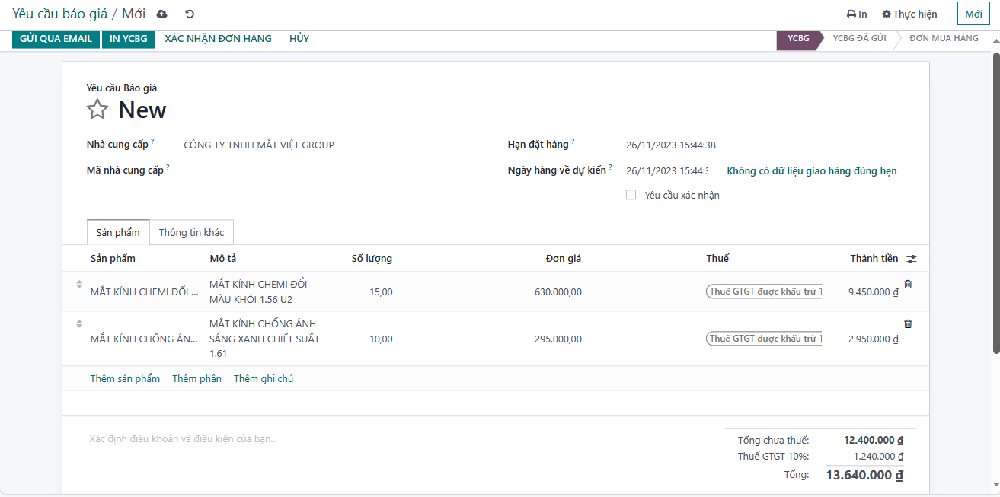 Yêu cầu báo giá / Mới
In
Thực hiện
Mới
GỬI QUA EMAIL
IN YCBG
XÁC NHẬN ĐƠN HÀNG
HỦY
YCBG
YCBG ĐÃ GỬI
ĐƠN MUA HÀNG
Yêu cầu Báo giá
New
Nhà cung cấp ?
CÔNG TY TNHH MẮT VIỆT GROUP
Hạn đặt hàng ?
26/11/2023 15:44:38
Mã nhà cung cấp ?
Ngày hàng về dự kiến ?
26/11/2023 15:44:
Không có dữ liệu giao hàng đúng hẹn
Yêu cầu xác nhận
Sản phẩm
Thông tin khác
Sản phẩm
Mô tả
Số lượng
Đơn giá
Thuế
Thành tiền
MẮT KÍNH CHEMI ĐỔI ...
MẮT KÍNH CHEMI ĐỔI
MÀU KHÓI 1.56 U2
15,00
630.000,00
Thuế GTGT được khấu trừ 1
9.450.000 ₫
MẮT KÍNH CHỐNG ÁN...
MẮT KÍNH CHỐNG ÁNH
SÁNG XANH CHIẾT SUẤT
1.61
10,00
295.000,00
Thuế GTGT được khấu trừ 1
2.950.000 ₫
Thêm sản phẩm
Thêm phần
Thêm ghi chú
Xác định điều khoản và điều kiện của bạn...
Tổng chưa thuế:
12.400.000 ₫
Thuế GTGT 10%:
1.240.000 ₫
Tổng:
13.640.000 ₫